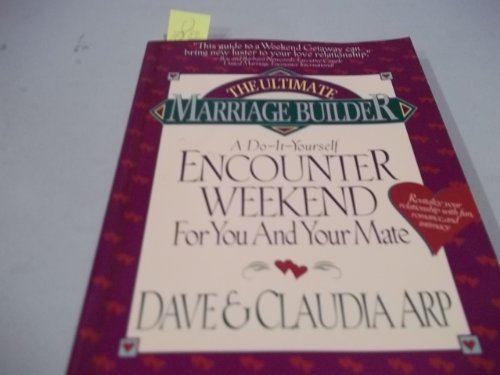 "This guide to a Weekend Getaway can
bring new luster to your love relationship."
THE ULTIMATE
MARRIAGE BUILDER
A Do-It-Yourself
ENCOUNTER
WEEKEND
For You And Your Mate
Revitalize your
relationship with fun,
romance and
intimacy
DAVE & CLAUDIA ARP